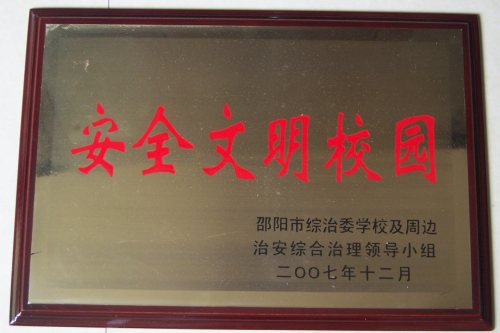 安全文明校园
邵阳市综治委学校及周边
治安综合治理领导小组
二〇〇七年十二月